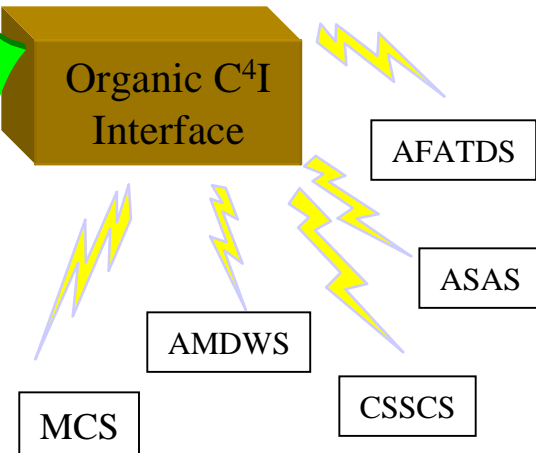 Organic C⁴I
Interface
AFATDS
ASAS
AMDWS
CSSCS
MCS